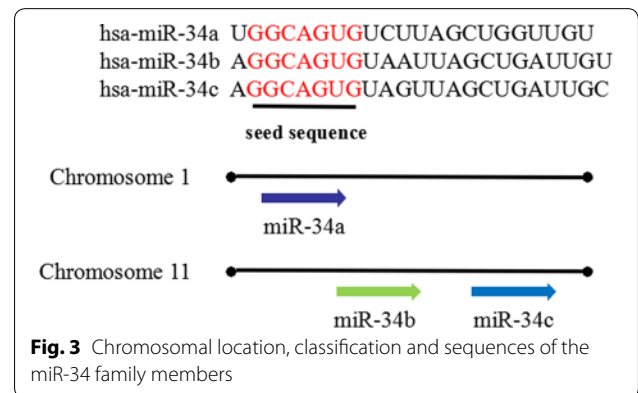 hsa-miR-34a UGGCAGUGUCUUAGCUGGUUGU
hsa-miR-34b AGGCAGUGUAAUUAGCUGAUUGU
hsa-miR-34c AGGCAGUGUAGUUAGCUGAUUGC
seed sequence
Chromosome 1
miR-34a
Chromosome 11
miR-34b miR-34c
Fig. 3 Chromosomal location, classification and sequences of the
miR-34 family members